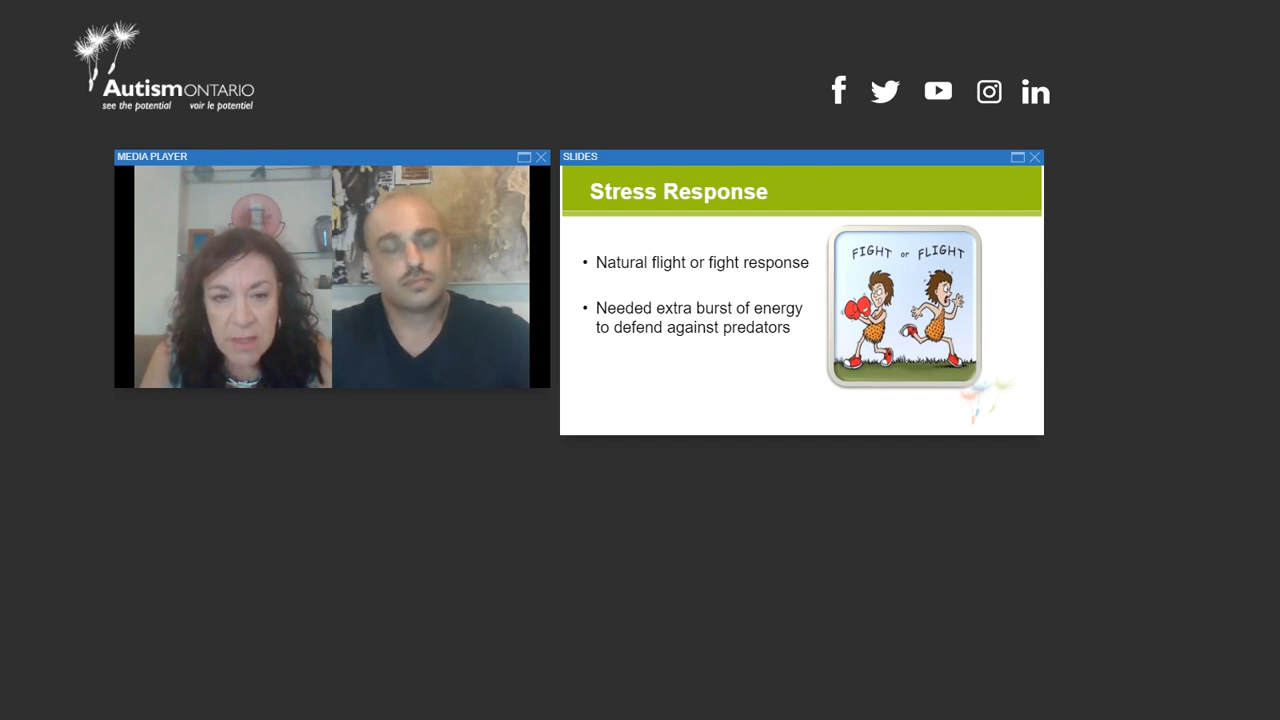 Autism ONTARIO
see the potential voir le potentiel
MEDIA PLAYER
SLIDES
Stress Response
• Natural flight or fight response
• Needed extra burst of energy
to defend against predators
FIGHT or FLIGHT